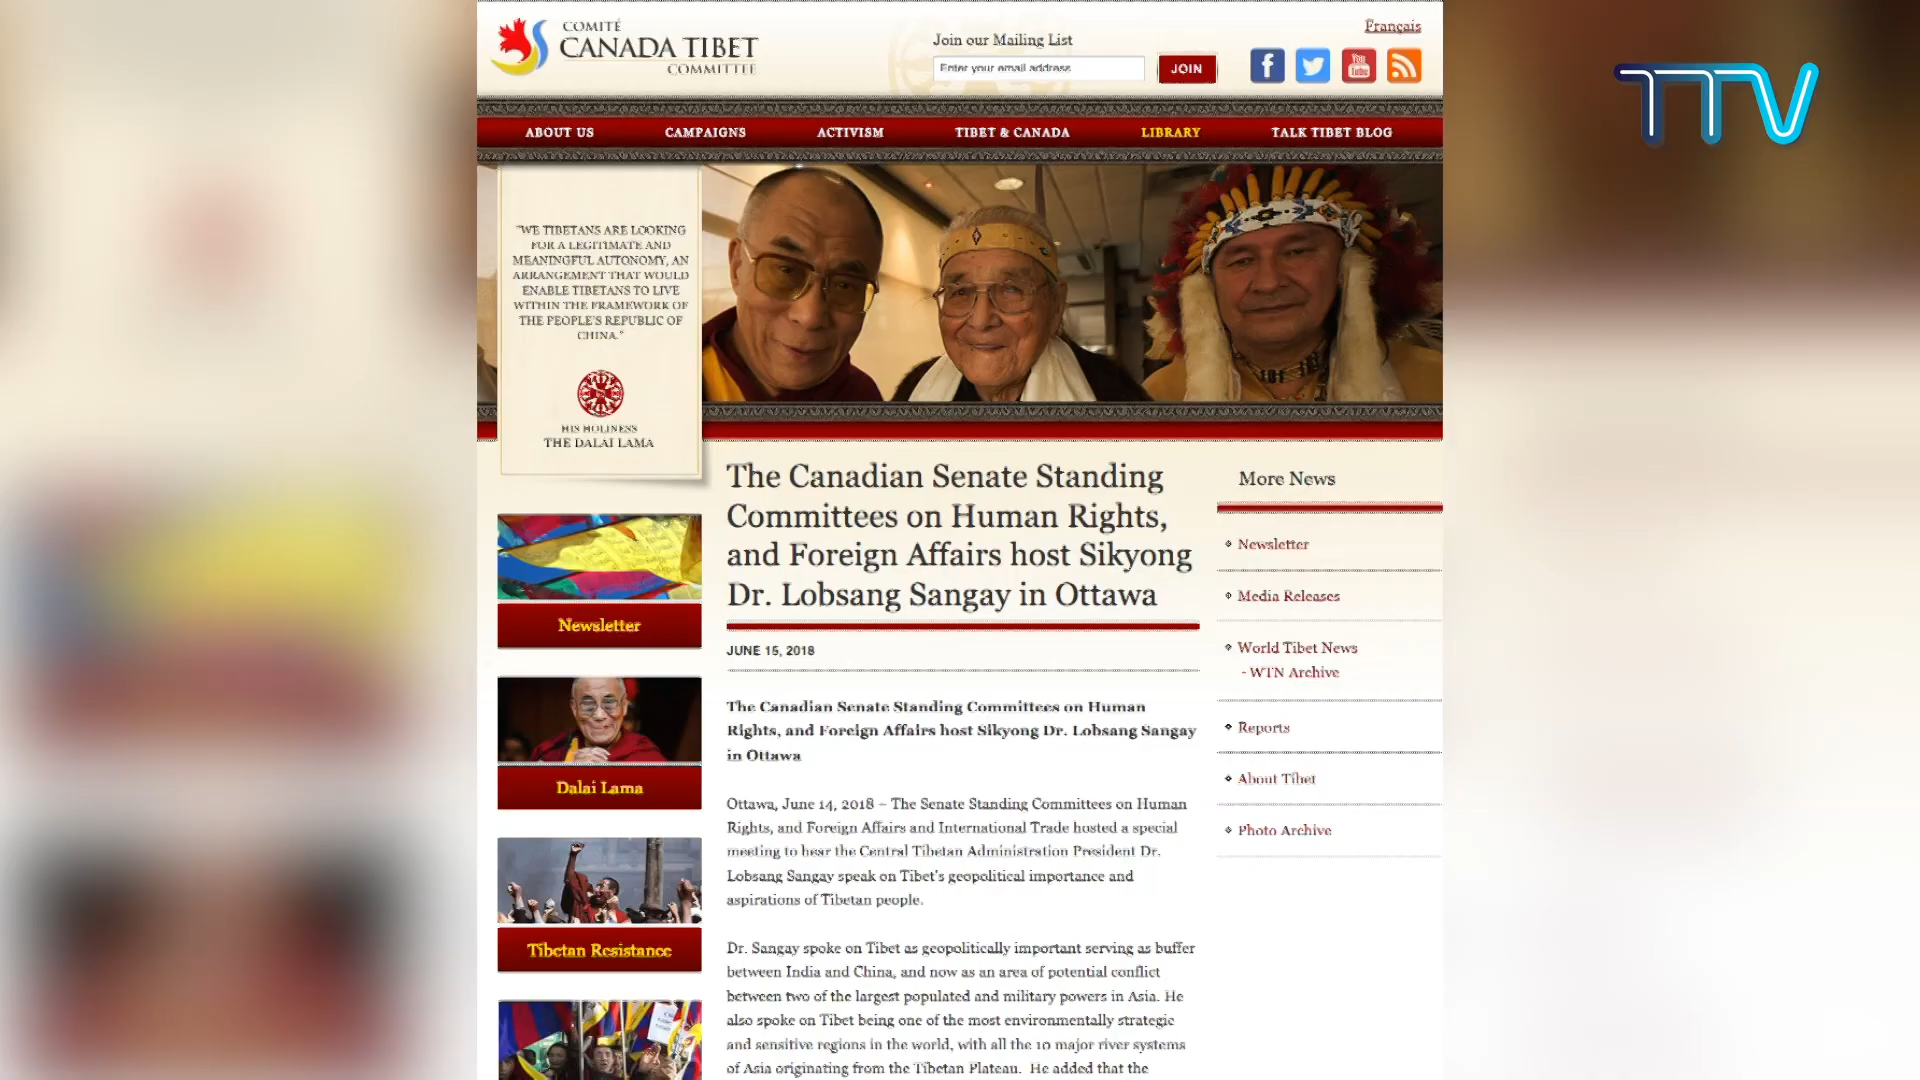 COMITÉ
CANADA TIBET
COMMITTEE
Join our Mailing List
Enter your email address
JOIN
Français
You
Tube
TTV
ABOUT US
CAMPAIGNS
ACTIVISM
TIBET & CANADA
LIBRARY
TALK TIBET BLOG
"WE TIBETANS ARE LOOKING
FOR A LEGITIMATE AND
MEANINGFUL AUTONOMY, AN
ARRANGEMENT THAT WOULD
ENABLE TIBETANS TO LIVE
WITHIN THE FRAMEWORK OF
THE PEOPLE'S REPUBLIC OF
CHINA."
HIS HOLINESS
THE DALAI LAMA
Newsletter
Dalai Lama
Tibetan Resistance
The Canadian Senate Standing
Committees on Human Rights,
and Foreign Affairs host Sikyong
Dr. Lobsang Sangay in Ottawa
JUNE 15, 2018
The Canadian Senate Standing Committees on Human
Rights, and Foreign Affairs host Sikyong Dr. Lobsang Sangay
in Ottawa
Ottawa, June 14, 2018 – The Senate Standing Committees on Human
Rights, and Foreign Affairs and International Trade hosted a special
meeting to hear the Central Tibetan Administration President Dr.
Lobsang Sangay speak on Tibet's geopolitical importance and
aspirations of Tibetan people.
Dr. Sangay spoke on Tibet as geopolitically important serving as buffer
between India and China, and now as an area of potential conflict
between two of the largest populated and military powers in Asia. He
also spoke on Tibet being one of the most environmentally strategic
and sensitive regions in the world, with all the 10 major river systems
of Asia originating from the Tibetan Plateau. He added that the
More News
Newsletter
Media Releases
World Tibet News
- WTN Archive
Reports
About Tibet
Photo Archive